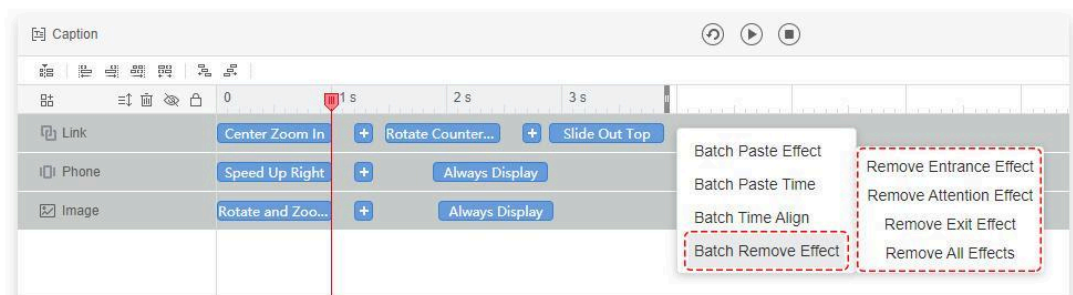 Caption
0 1 s 2 s 3 s
Link Center Zoom In Rotate Counter... Slide Out Top
Phone Speed Up Right Always Display
Image Rotate and Zoo... Always Display
Batch Paste Effect
Batch Paste Time
Batch Time Align
Batch Remove Effect
Remove Entrance Effect
Remove Attention Effect
Remove Exit Effect
Remove All Effects